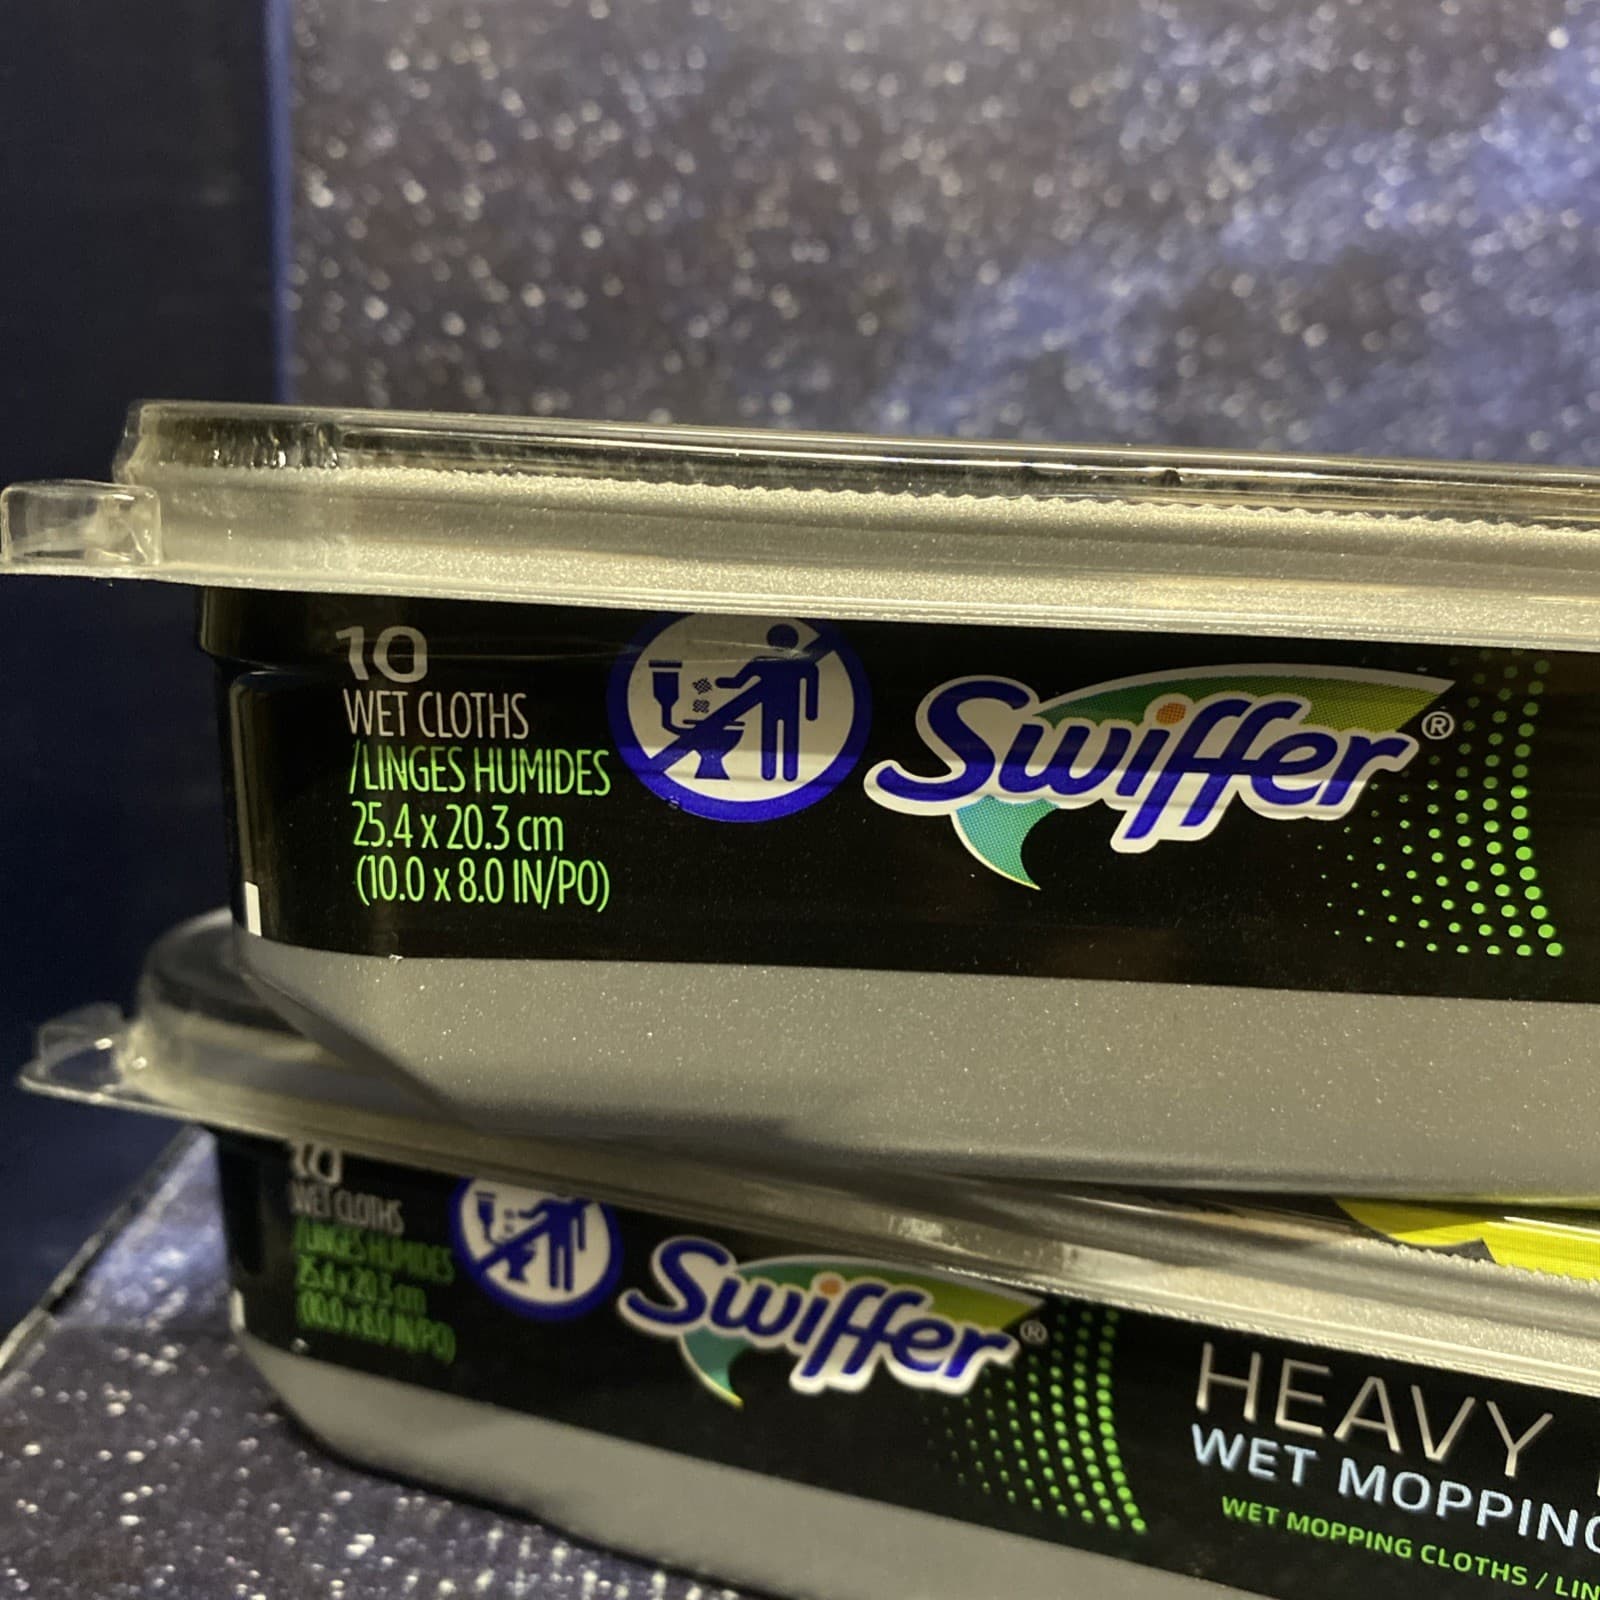 10
WET CLOTHS
/LINGES HUMIDES
25.4 x 20.3 cm
(10.0 x 8.0 IN/PO)
Swiffer®
10
WET CLOTHS
/LINGES HUMIDES
25.4 x 20.3 cm
(10.0 x 8.0 IN/PO)
Swiffer®
HEAVY
WET MOPPING
WET MOPPING CLOTHS / LIN